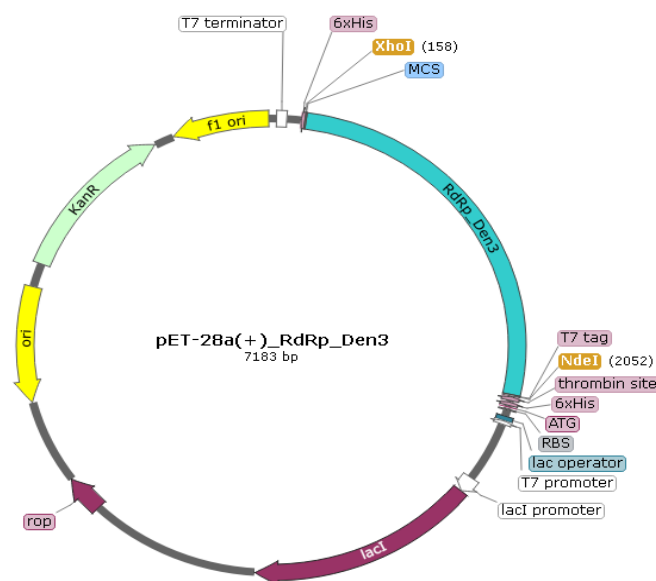 T7 terminator
6xHis
XhoI (158)
MCS
f1 ori
KanR
RdRp_Den3
ori
pET-28a(+)_RdRp_Den3
7183 bp
T7 tag
NdeI (2052)
thrombin site
6xHis
ATG
RBS
lac operator
T7 promoter
lacI promoter
rop
lacI